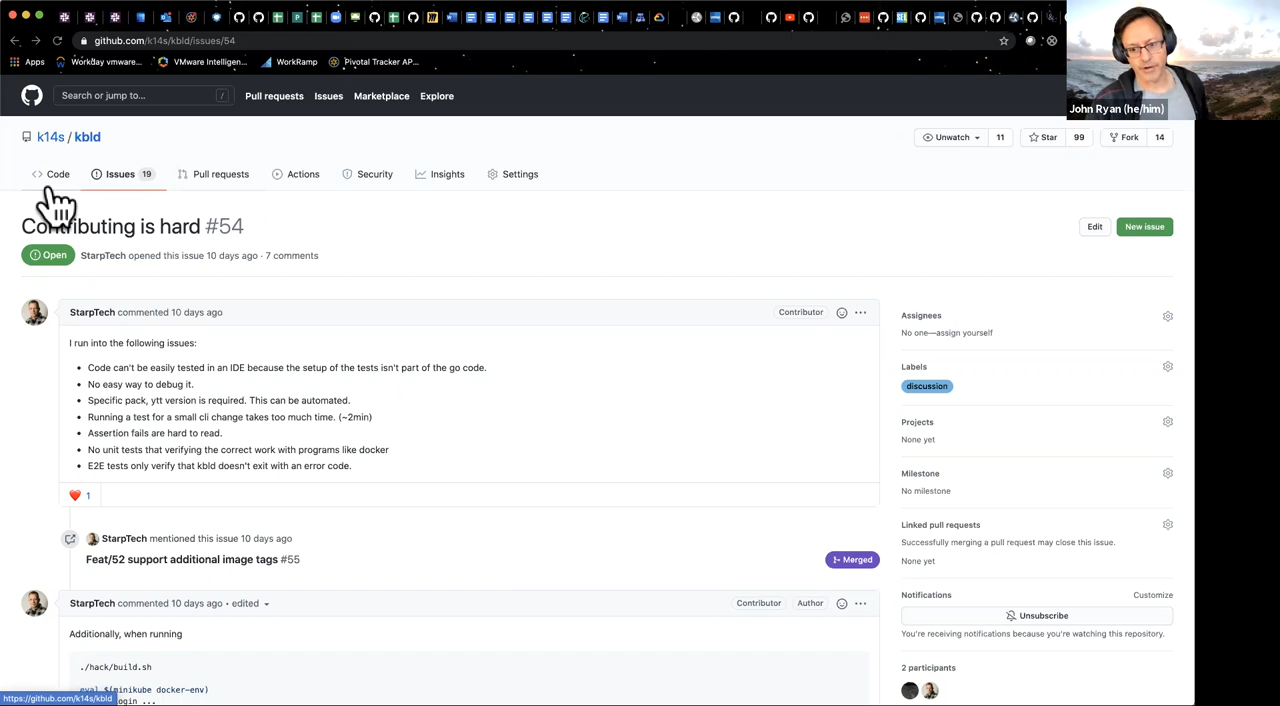 github.com/k14s/kbld/issues/54
Apps
Workday vmware...
VMware Intelligen...
WorkRamp
Pivotal Tracker AP...
John Ryan (he/him)
Search or jump to...
/
Pull requests
Issues
Marketplace
Explore
k14s / kbld
Unwatch
11
Star
99
Fork
14
Code
Issues 19
Pull requests
Actions
Security
Insights
Settings
Contributing is hard #54
Edit
New issue
Open
StarpTech opened this issue 10 days ago · 7 comments
StarpTech commented 10 days ago
Contributor
I run into the following issues:
• Code can't be easily tested in an IDE because the setup of the tests isn't part of the go code.
• No easy way to debug it.
• Specific pack, ytt version is required. This can be automated.
• Running a test for a small cli change takes too much time. (~2min)
• Assertion fails are hard to read.
• No unit tests that verifying the correct work with programs like docker
• E2E tests only verify that kbld doesn't exit with an error code.
❤️ 1
StarpTech mentioned this issue 10 days ago
Feat/52 support additional image tags #55
Merged
StarpTech commented 10 days ago • edited
Contributor
Author
Additionally, when running
./hack/build.sh
eval $(minikube docker-env)
login ...
Assignees
No one—assign yourself
Labels
discussion
Projects
None yet
Milestone
No milestone
Linked pull requests
Successfully merging a pull request may close this issue.
None yet
Notifications
Customize
Unsubscribe
You're receiving notifications because you're watching this repository.
2 participants
https://github.com/k14s/kbld